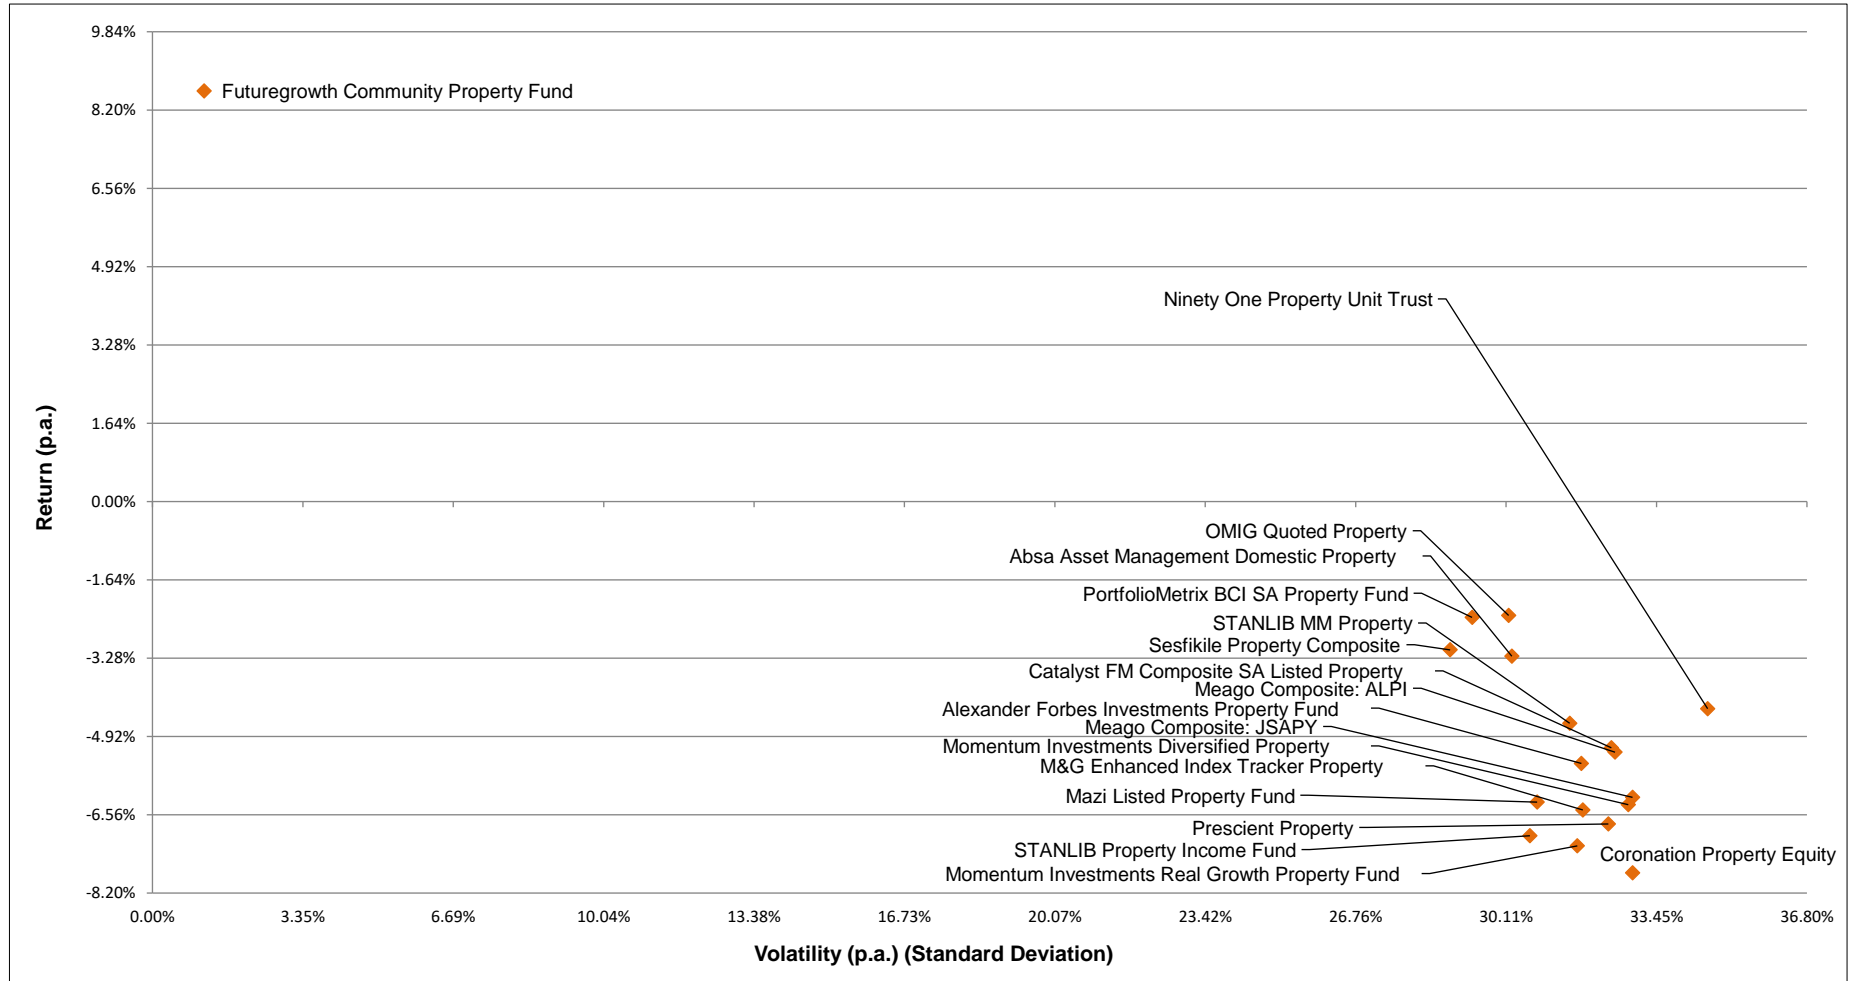 9.84%
Futuregrowth Community Property Fund
8.20%
6.56%
4.92%
Ninety One Property Unit Trust
3.28%
1.64%
Return (p.a.)
0.00%
OMIG Quoted Property
Absa Asset Management Domestic Property
-1.64%
PortfolioMetrix BCI SA Property Fund
STANLIB MM Property
Sesfikile Property Composite
-3.28%
Catalyst FM Composite SA Listed Property
Meago Composite: ALPI
Alexander Forbes Investments Property Fund
Meago Composite: JSAPY
-4.92%
Momentum Investments Diversified Property
M&G Enhanced Index Tracker Property
Mazi Listed Property Fund
-6.56%
Prescient Property
STANLIB Property Income Fund
Coronation Property Equity
Momentum Investments Real Growth Property Fund
-8.20%
0.00% 3.35% 6.69% 10.04% 13.38% 16.73% 20.07% 23.42% 26.76% 30.11% 33.45% 36.80%
Volatility (p.a.) (Standard Deviation)